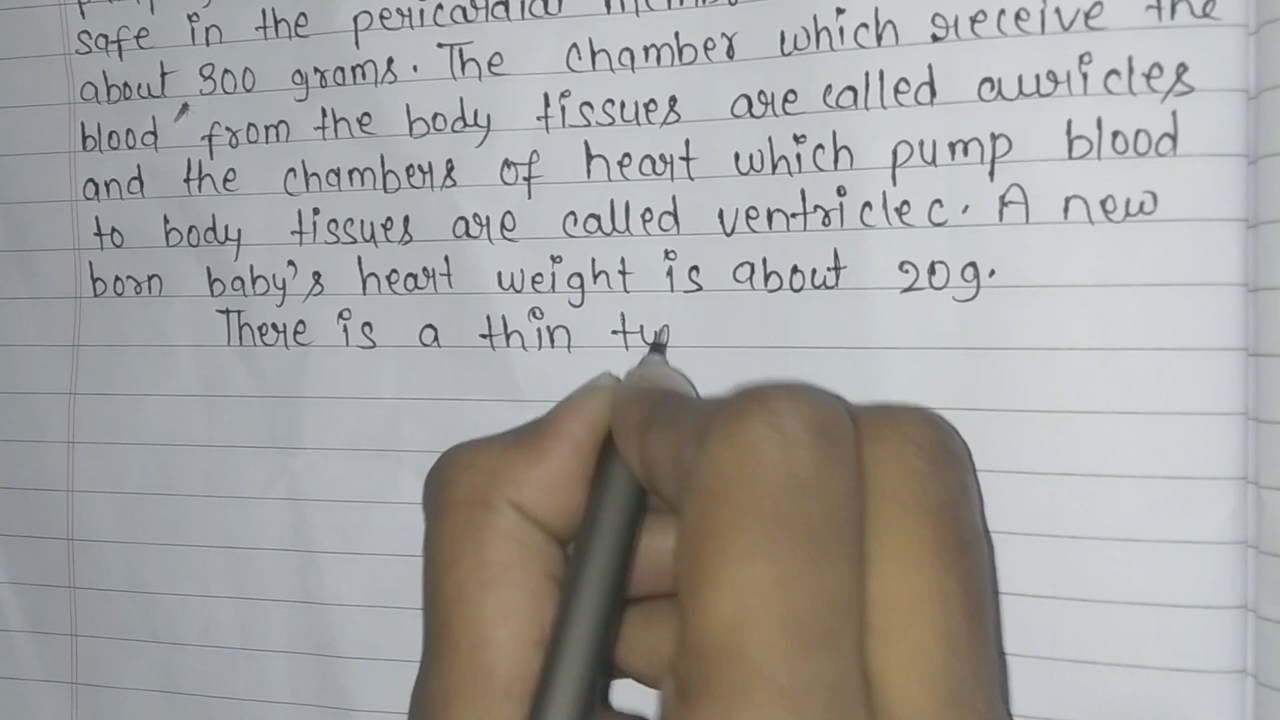 safe in the pericardial
about 300 grams. The chamber which receive the
blood from the body tissues are called auricles
and the chambers of heart which pump blood
to body tissues are called ventriclec. A new
born baby's heart weight is about 20g.
There is a thin